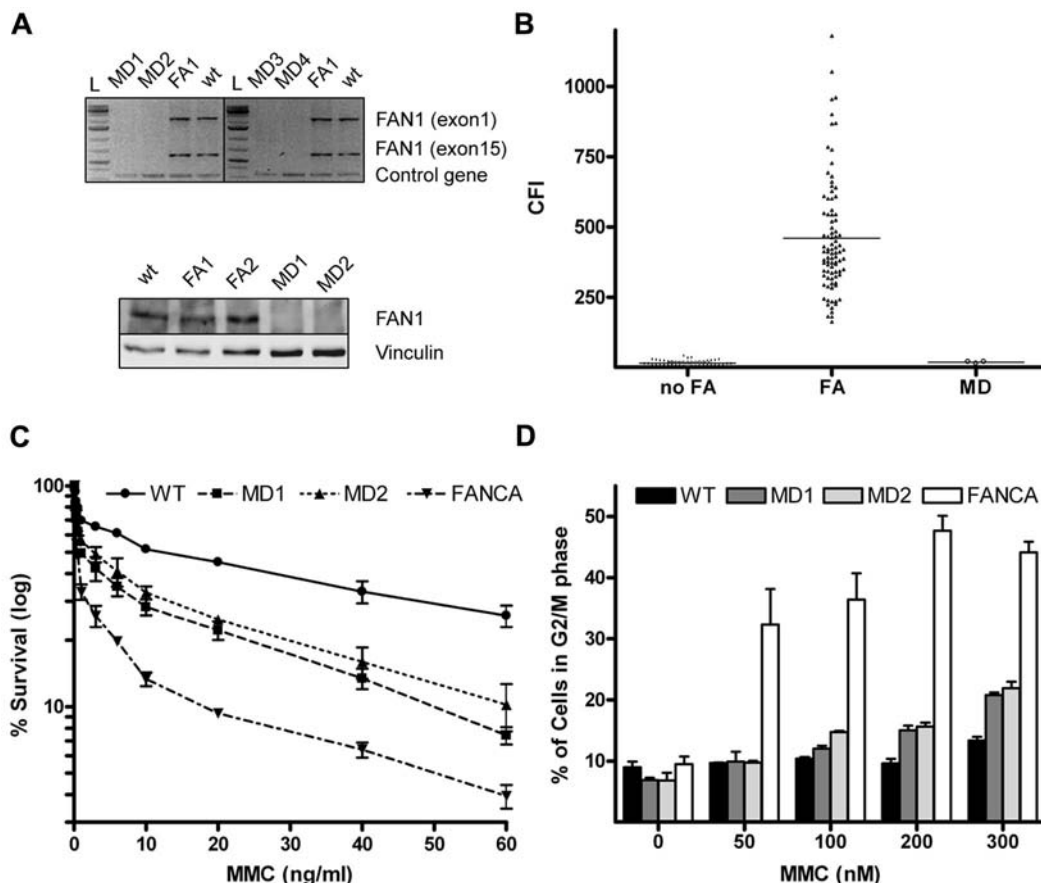 A
L MD1 MD2 FA1 wt L MD3 MD4 FA1 wt
FAN1 (exon1)
FAN1 (exon15)
Control gene
wt FA1 FA2 MD1 MD2
FAN1
Vinculin
B
CFI
1000
750
500
250
no FA FA MD
C
% Survival (log)
100
10
WT MD1 MD2 FANCA
0 10 20 30 40 50 60
MMC (ng/ml)
D
% of Cells in G2/M phase
WT MD1 MD2 FANCA
50
40
30
20
10
0 50 100 200 300
MMC (nM)